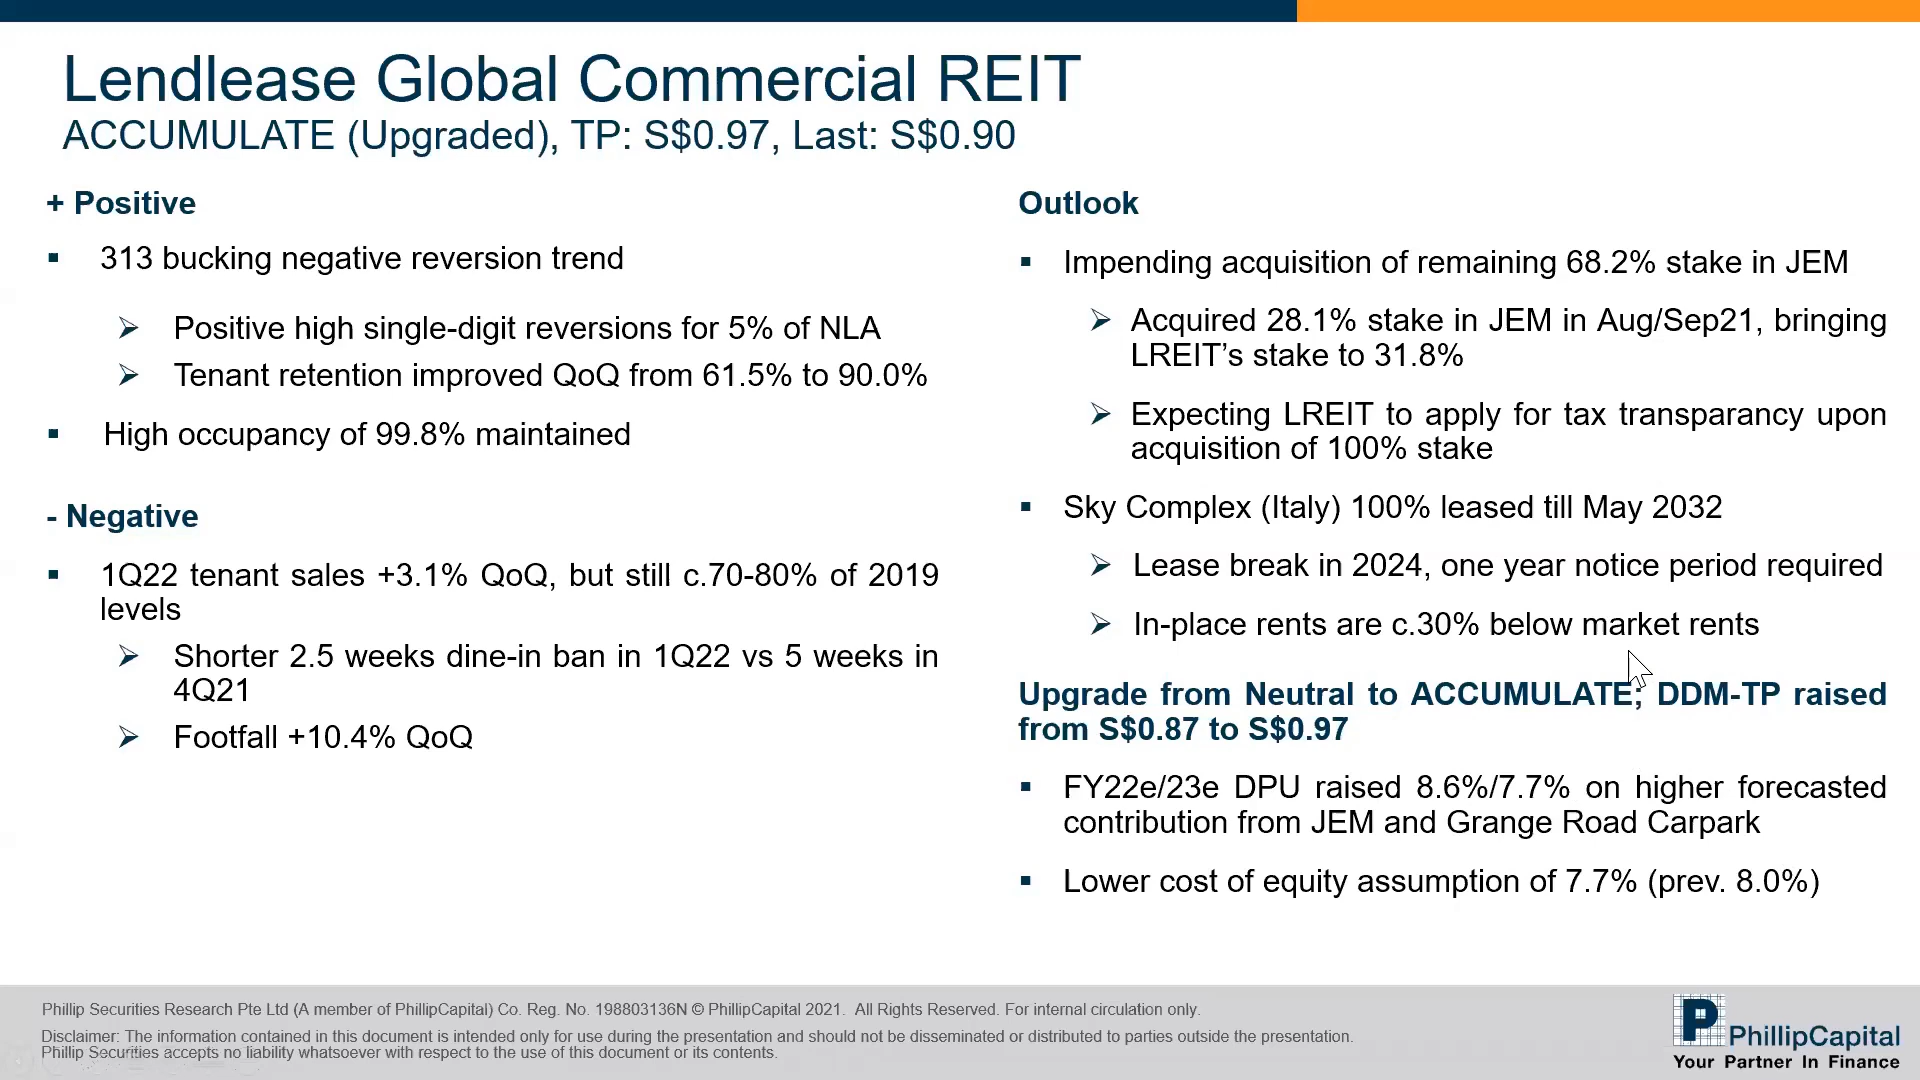 Lendlease Global Commercial REIT
ACCUMULATE (Upgraded), TP: S$0.97, Last: S$0.90
+ Positive
▪ 313 bucking negative reversion trend
➢ Positive high single-digit reversions for 5% of NLA
➢ Tenant retention improved QoQ from 61.5% to 90.0%
▪ High occupancy of 99.8% maintained
- Negative
▪ 1Q22 tenant sales +3.1% QoQ, but still c.70-80% of 2019
levels
➢ Shorter 2.5 weeks dine-in ban in 1Q22 vs 5 weeks in
4Q21
➢ Footfall +10.4% QoQ
Outlook
▪ Impending acquisition of remaining 68.2% stake in JEM
➢ Acquired 28.1% stake in JEM in Aug/Sep21, bringing
LREIT’s stake to 31.8%
➢ Expecting LREIT to apply for tax transparancy upon
acquisition of 100% stake
▪ Sky Complex (Italy) 100% leased till May 2032
➢ Lease break in 2024, one year notice period required
➢ In-place rents are c.30% below market rents
Upgrade from Neutral to ACCUMULATE; DDM-TP raised
from S$0.87 to S$0.97
▪ FY22e/23e DPU raised 8.6%/7.7% on higher forecasted
contribution from JEM and Grange Road Carpark
▪ Lower cost of equity assumption of 7.7% (prev. 8.0%)
Phillip Securities Research Pte Ltd (A member of PhillipCapital) Co. Reg. No. 198803136N © PhillipCapital 2021. All Rights Reserved. For internal circulation only.
Disclaimer: The information contained in this document is intended only for use during the presentation and should not be disseminated or distributed to parties outside the presentation.
Phillip Securities accepts no liability whatsoever with respect to the use of this document or its contents.
P
PhillipCapital
Your Partner In Finance